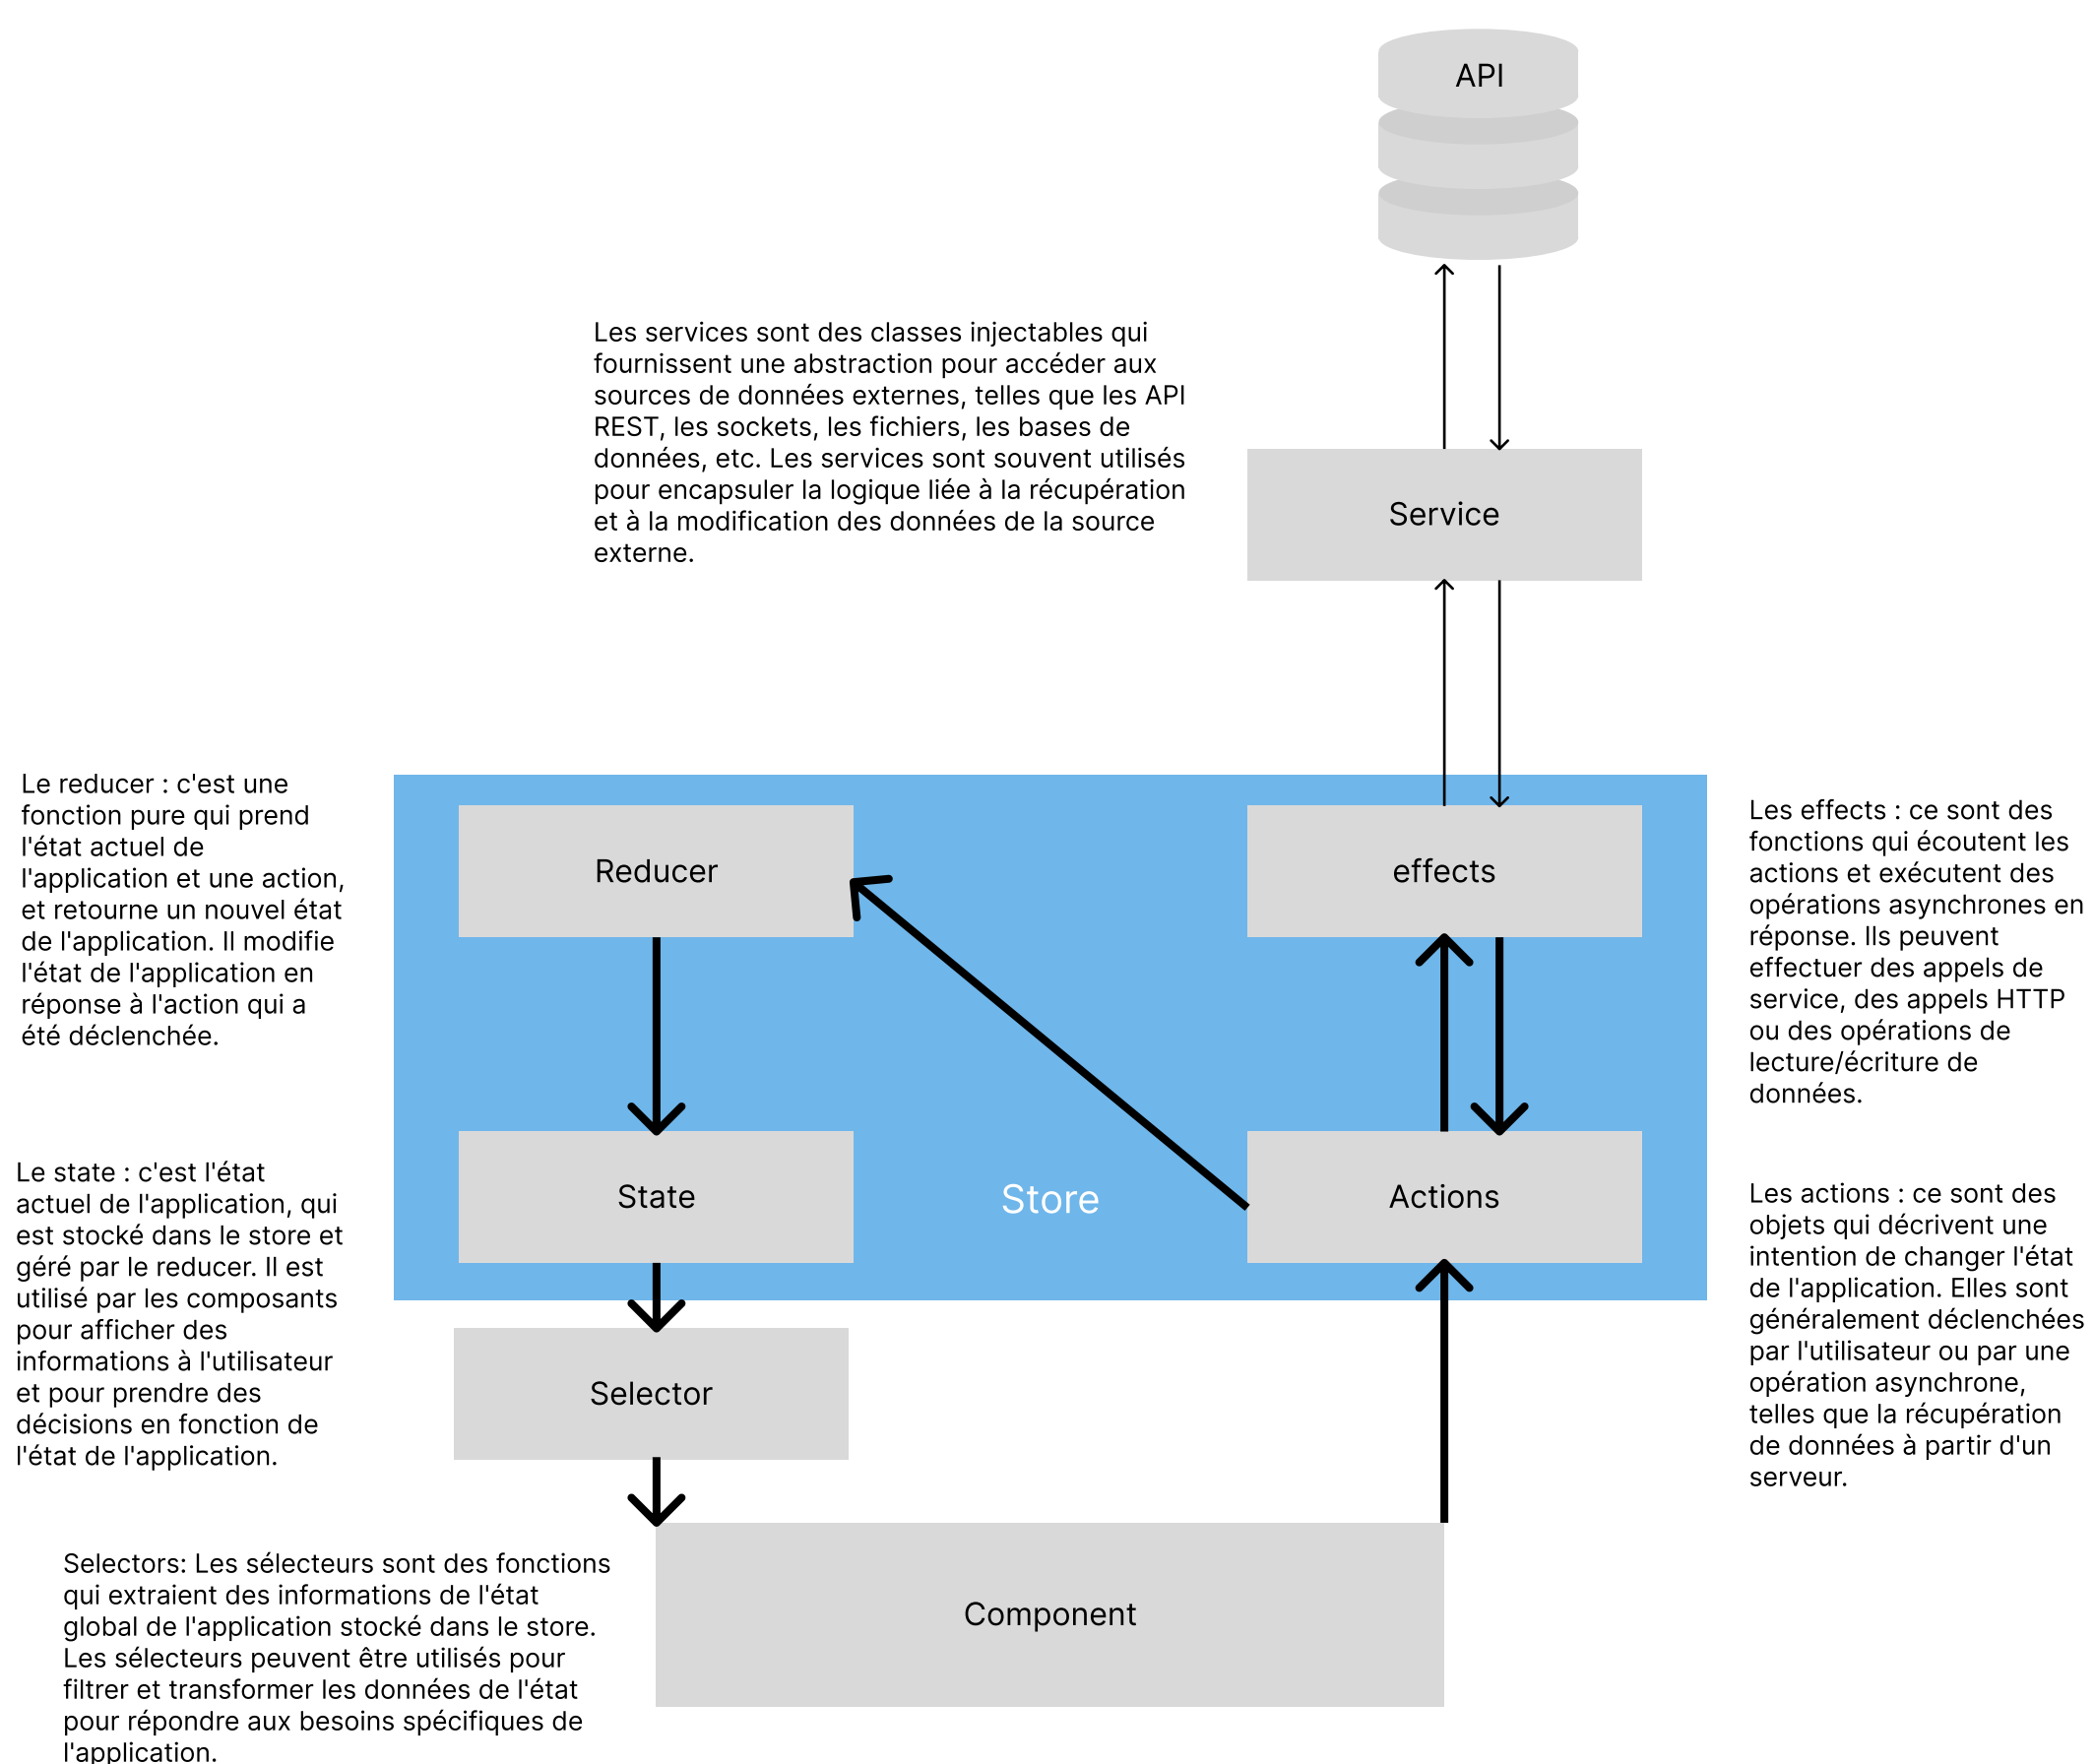 API
Les services sont des classes injectables qui
fournissent une abstraction pour accéder aux
sources de données externes, telles que les API
REST, les sockets, les fichiers, les bases de
données, etc. Les services sont souvent utilisés
pour encapsuler la logique liée à la récupération
et à la modification des données de la source
externe.
Service
Le reducer : c'est une
fonction pure qui prend
l'état actuel de
l'application et une action,
et retourne un nouvel état
de l'application. Il modifie
l'état de l'application en
réponse à l'action qui a
été déclenchée.
Reducer
effects
Les effects : ce sont des
fonctions qui écoutent les
actions et exécutent des
opérations asynchrones en
réponse. Ils peuvent
effectuer des appels de
service, des appels HTTP
ou des opérations de
lecture/écriture de
données.
Le state : c'est l'état
actuel de l'application, qui
est stocké dans le store et
géré par le reducer. Il est
utilisé par les composants
pour afficher des
informations à l'utilisateur
et pour prendre des
décisions en fonction de
l'état de l'application.
State
Store
Actions
Les actions : ce sont des
objets qui décrivent une
intention de changer l'état
de l'application. Elles sont
généralement déclenchées
par l'utilisateur ou par une
opération asynchrone,
telles que la récupération
de données à partir d'un
serveur.
Selector
Selectors: Les sélecteurs sont des fonctions
qui extraient des informations de l'état
global de l'application stocké dans le store.
Les sélecteurs peuvent être utilisés pour
filtrer et transformer les données de l'état
pour répondre aux besoins spécifiques de
l'application.
Component